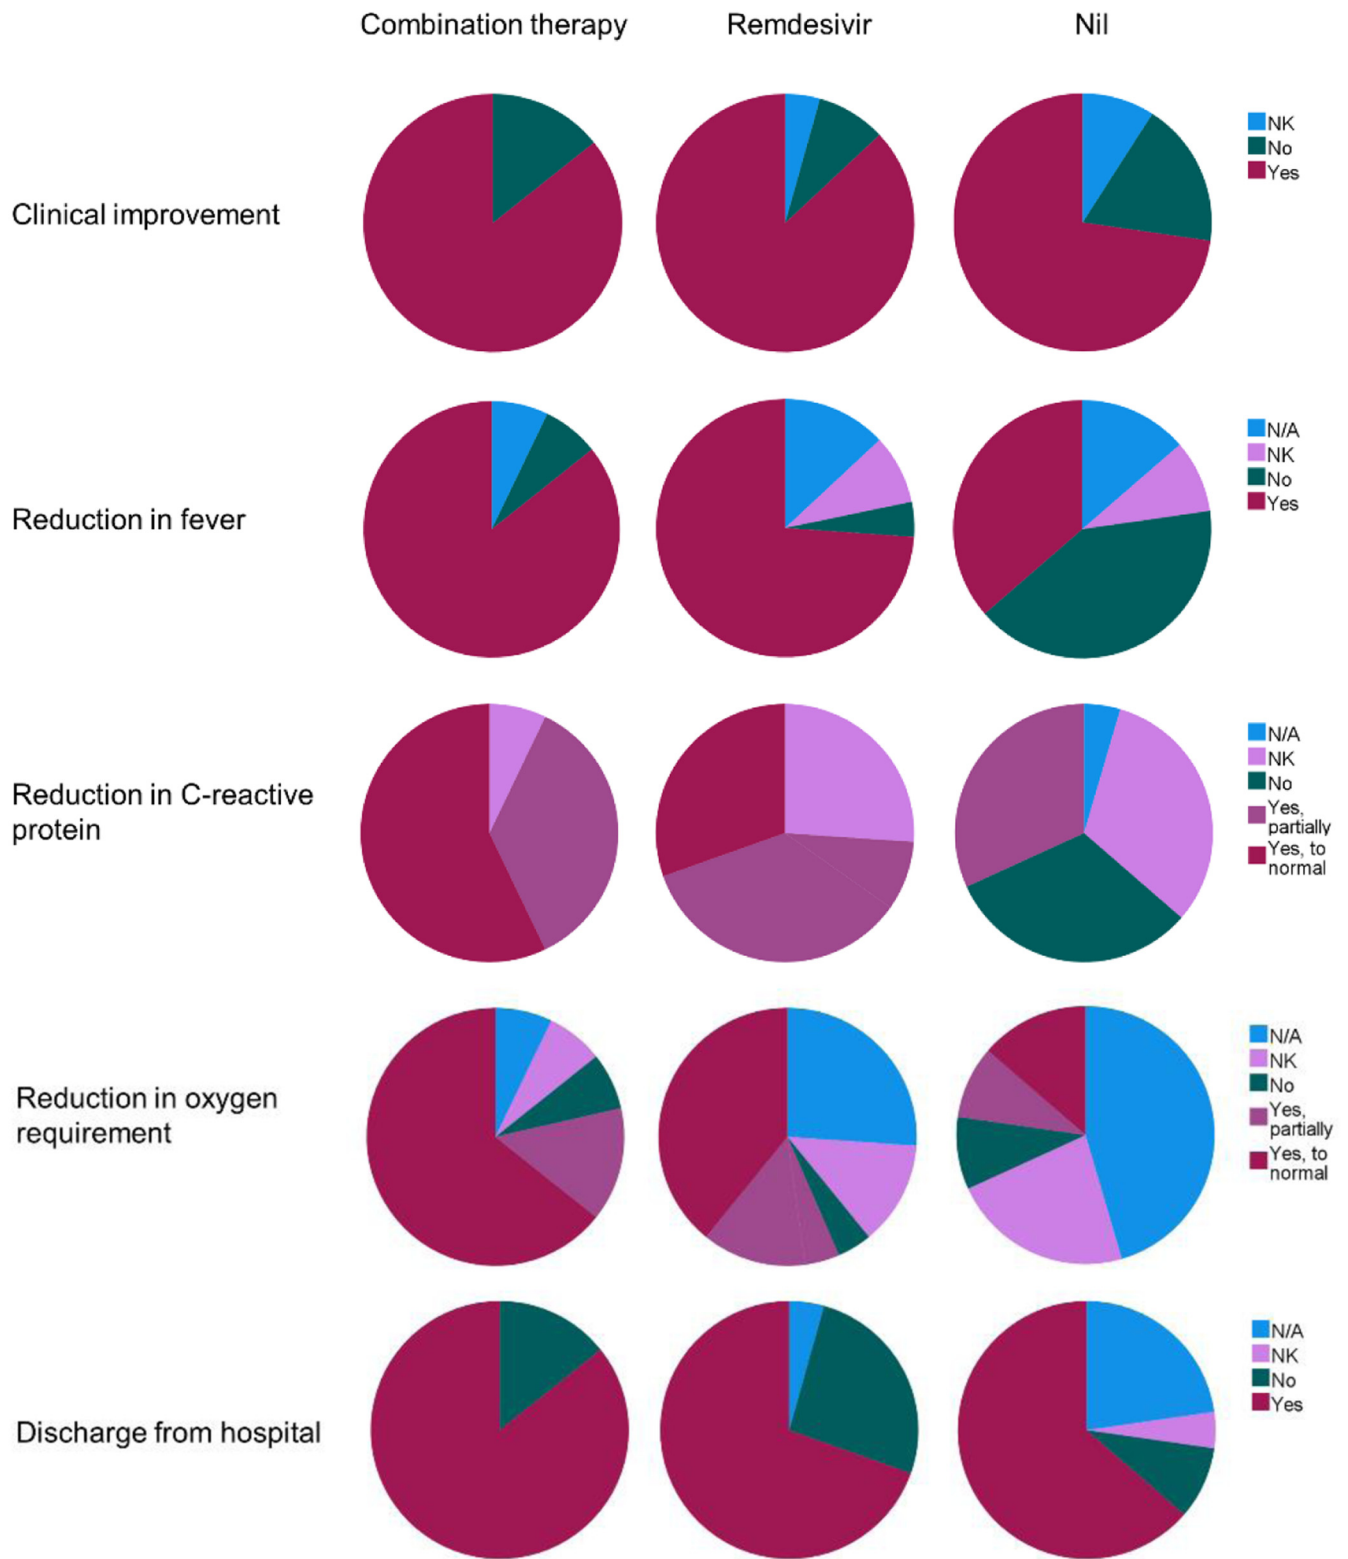 Combination therapy
Remdesivir
Nil
Clinical improvement
NK
No
Yes
Reduction in fever
N/A
NK
No
Yes
Reduction in C-reactive
protein
N/A
NK
No
Yes,
partially
Yes, to
normal
Reduction in oxygen
requirement
N/A
NK
No
Yes,
partially
Yes, to
normal
Discharge from hospital
N/A
NK
No
Yes